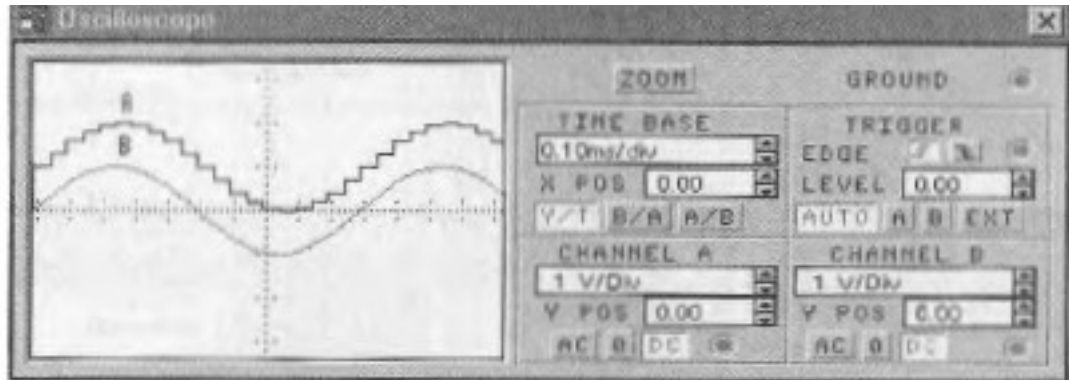 Oscilloscope
A
B
ZOOM
GROUND
TIME BASE
0.10ms/div
X POS 0.00
Y/T B/A A/B
TRIGGER
EDGE
LEVEL 0.00
AUTO A B EXT
CHANNEL A
1 V/Div
Y POS 0.00
AC 0 DC
CHANNEL B
1 V/Div
Y POS 0.00
AC 0 DC